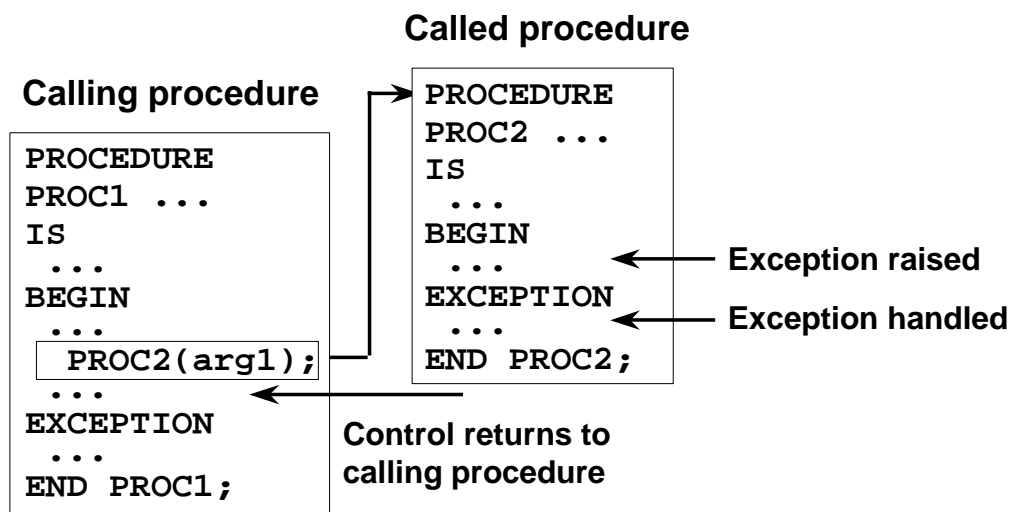 Called procedure
Calling procedure
PROCEDURE
PROC1 ...
IS
...
BEGIN
...
PROC2(arg1);
...
EXCEPTION
...
END PROC1;
PROCEDURE
PROC2 ...
IS
...
BEGIN
...
EXCEPTION
...
END PROC2;
Exception raised
Exception handled
Control returns to
calling procedure